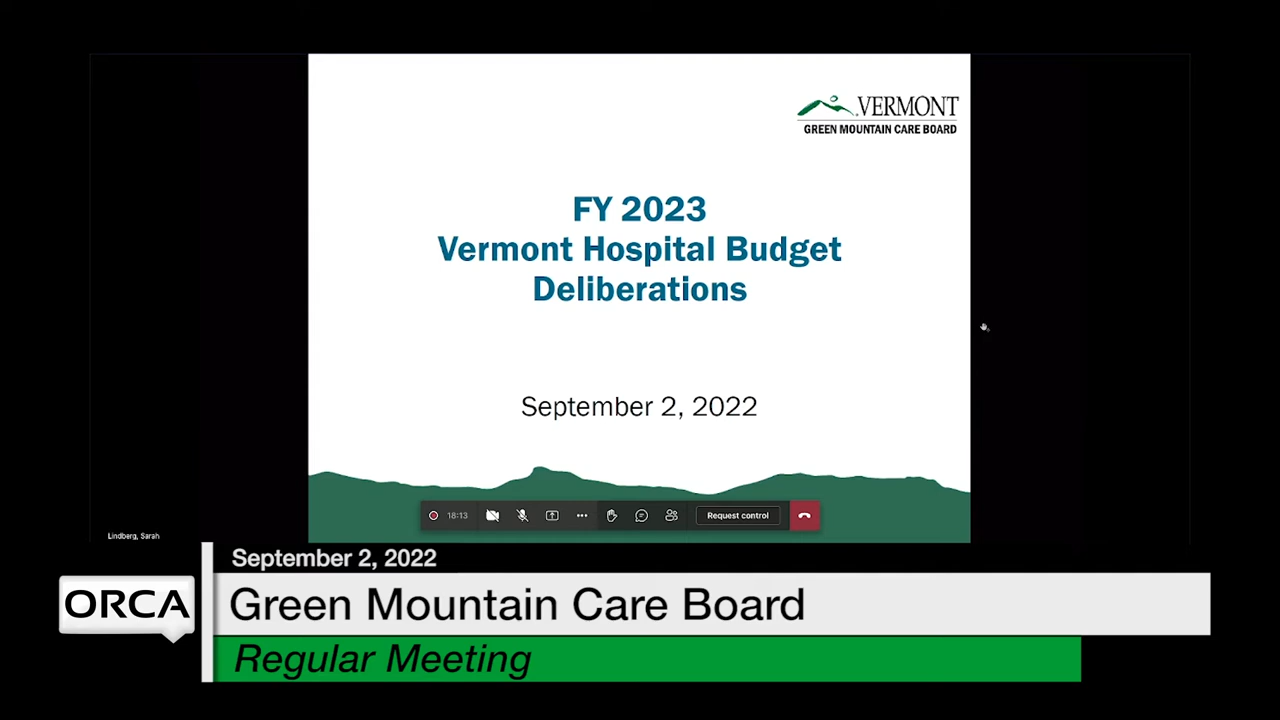 VERMONT
GREEN MOUNTAIN CARE BOARD
FY 2023
Vermont Hospital Budget
Deliberations
September 2, 2022
18:13
Request control
Lindberg, Sarah
September 2, 2022
ORCA
Green Mountain Care Board
Regular Meeting